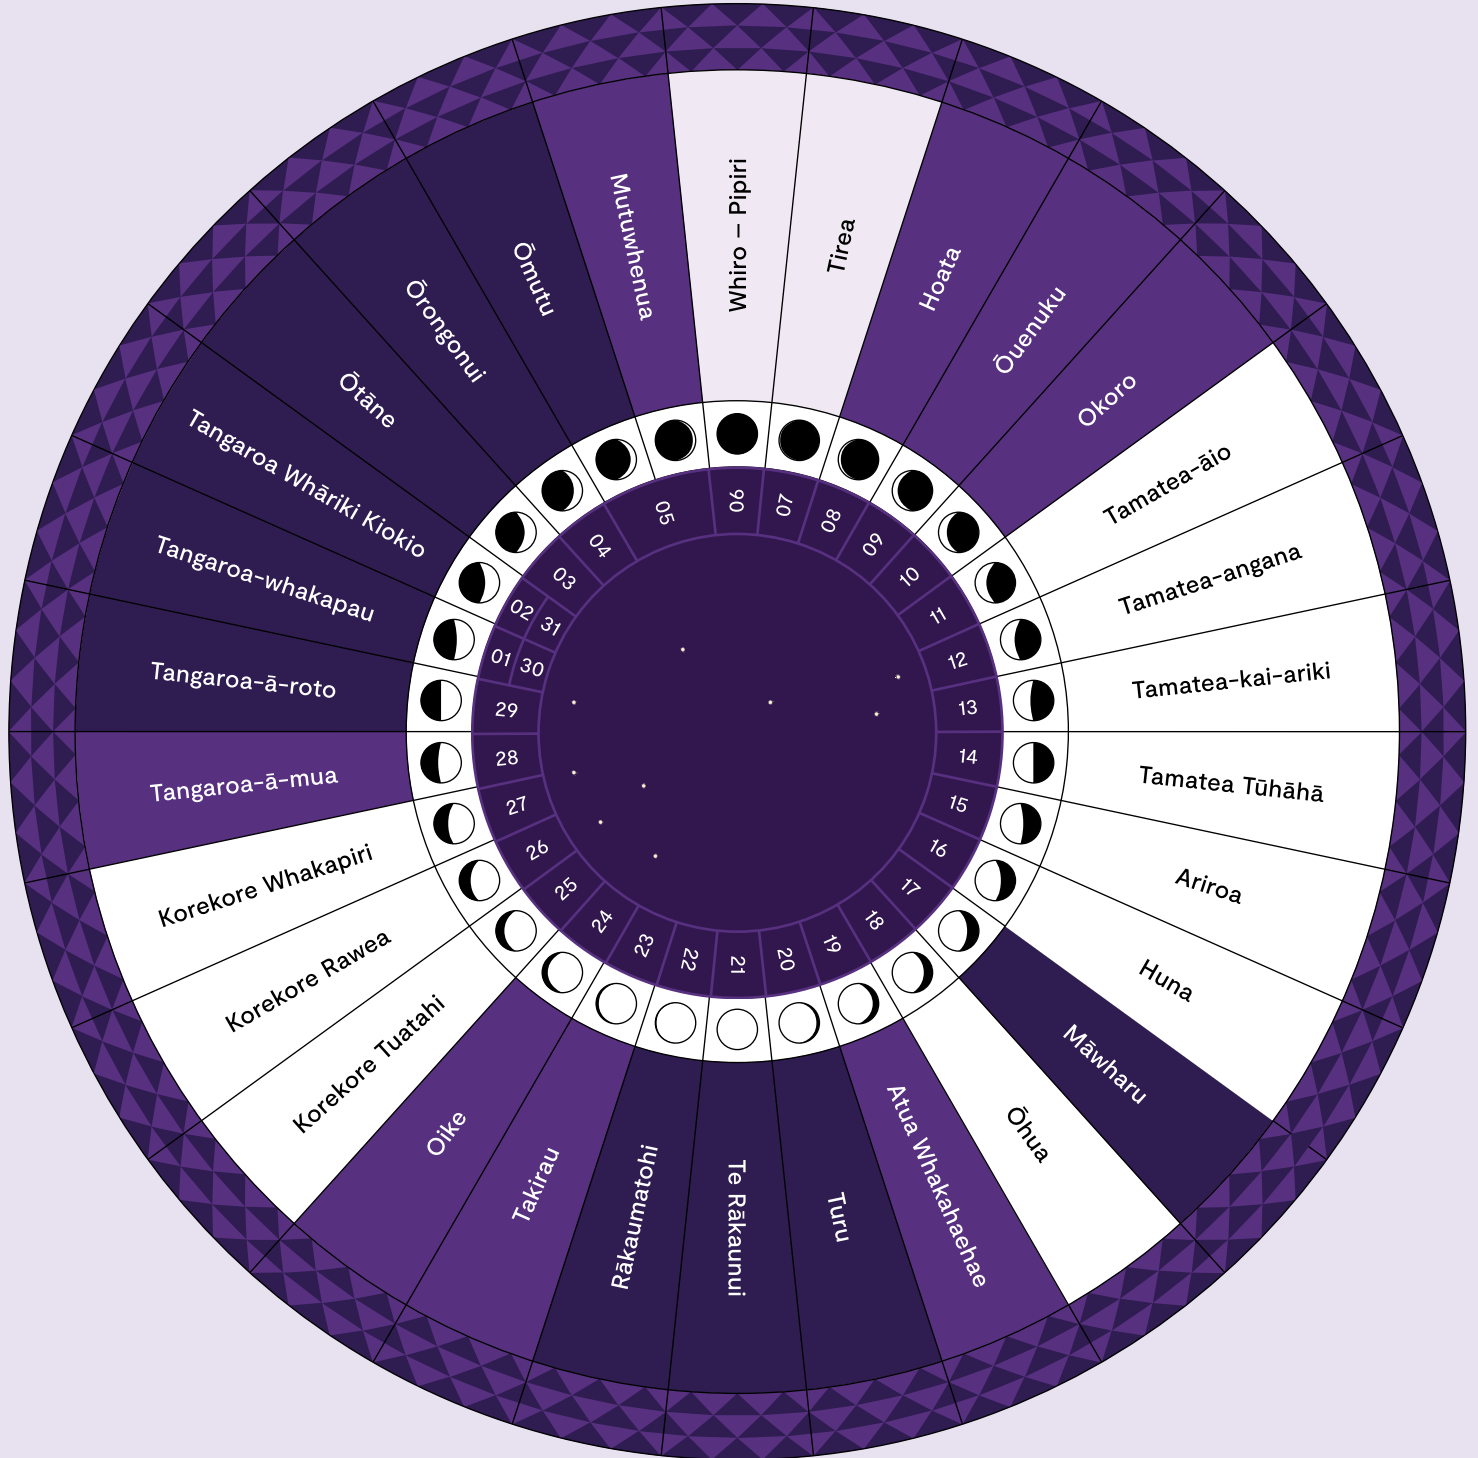 Whiro – Pipiri
Tirea
Hoata
Ōuenuku
Okoro
Tamatea-āio
Tamatea-angana
Tamatea-kai-ariki
Tamatea Tūhāhā
Ariroa
Huna
Māwharu
Ōhua
Atua Whakahaehae
Turu
Te Rākaunui
Rākaumatohi
Takirau
Oike
Korekore Tuatahi
Korekore Rawea
Korekore Whakapiri
Tangaroa-ā-mua
Tangaroa-ā-roto
Tangaroa-whakapau
Tangaroa Whāriki Kiokio
Ōtāne
Ōrongonui
Ōmutu
Mutuwhenua
06
07
08
09
10
11
12
13
14
15
16
17
18
19
20
21
22
23
24
25
26
27
28
29
01 30
02 31
03
04
05